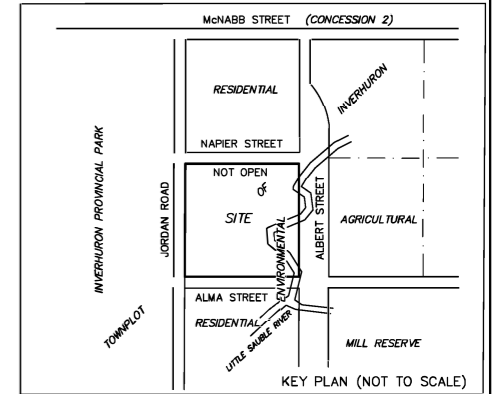 McNABB STREET (CONCESSION 2)
RESIDENTIAL
INVERHURON
INVERHURON PROVINCIAL PARK
NAPIER STREET
NOT OPEN
OF
JORDAN ROAD
SITE
ENVIRONMENTAL
ALBERT STREET
AGRICULTURAL
ALMA STREET
TOWNPLOT
RESIDENTIAL
LITTLE SAUBLE RIVER
MILL RESERVE
KEY PLAN (NOT TO SCALE)